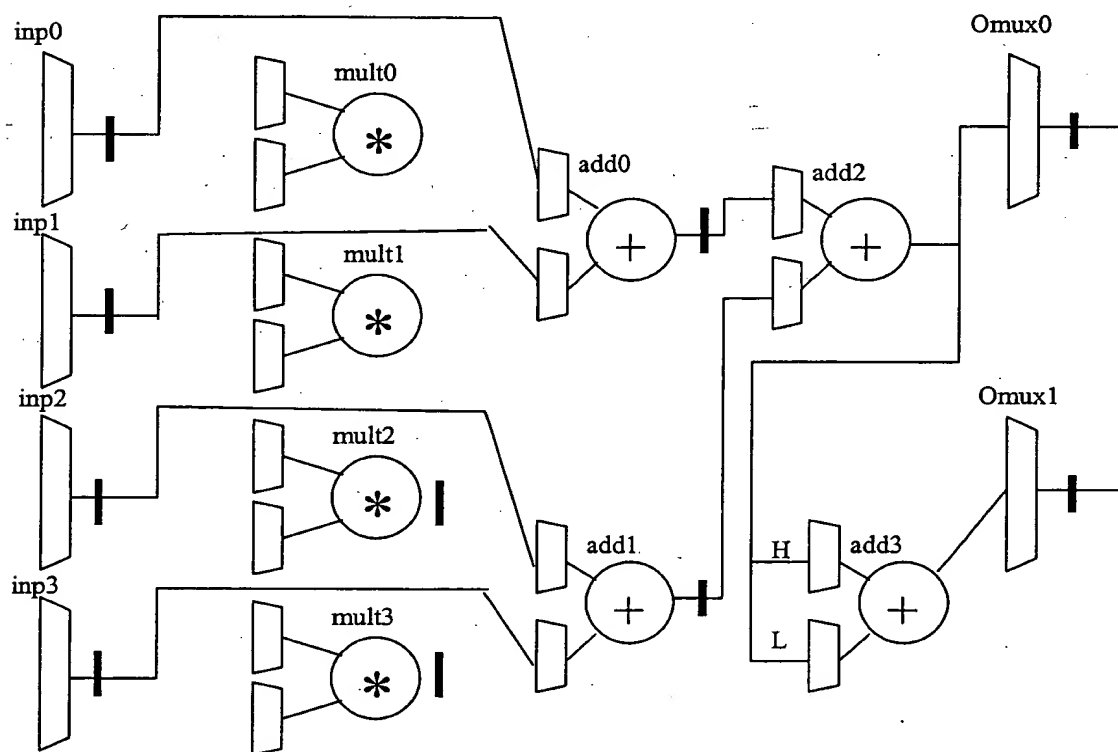 inp0
Omux0
mult0
*
add0
add2
+
+
inp1
mult1
*
inp2
Omux1
mult2
*
add1
H
add3
+
+
inp3
mult3
L
*